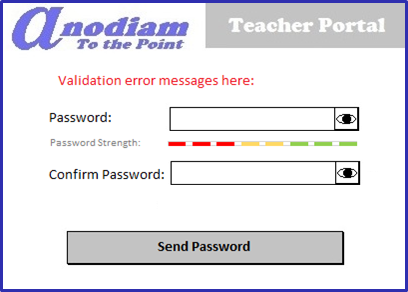 Anodiam
To the Point
Teacher Portal
Validation error messages here:
Password:
Password Strength:
Confirm Password:
Send Password